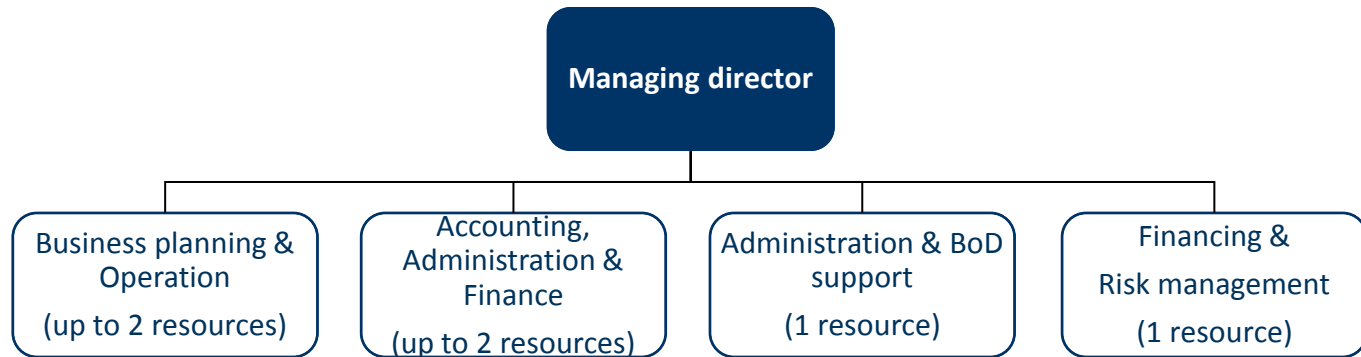 Managing director
Business planning &
Operation
(up to 2 resources)
Accounting,
Administration &
Finance
(up to 2 resources)
Administration & BoD
support
(1 resource)
Financing &
Risk management
(1 resource)